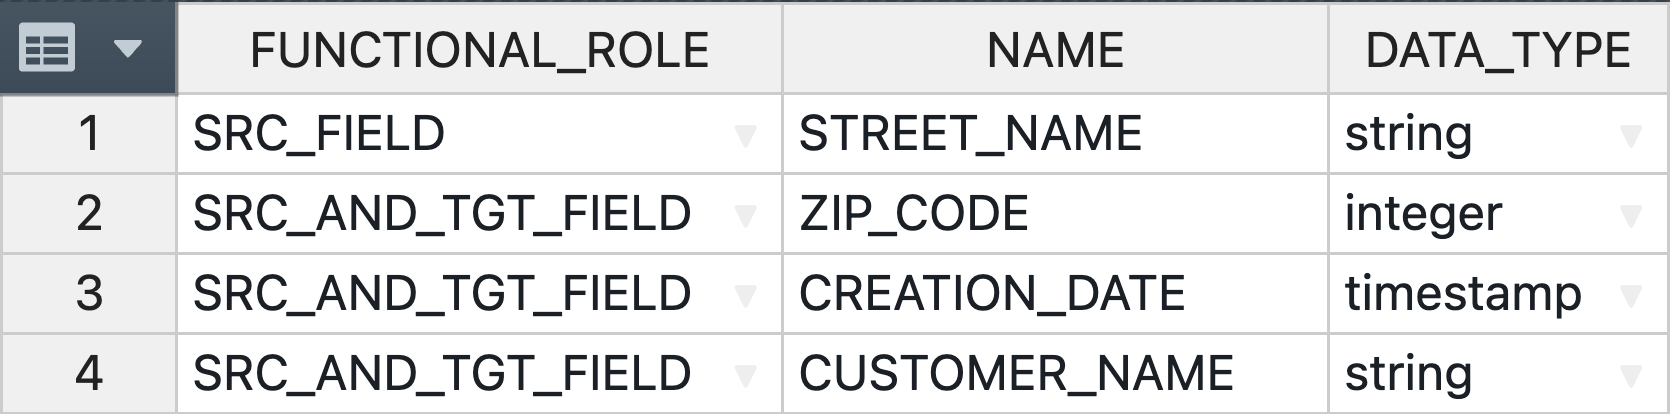 FUNCTIONAL_ROLE NAME DATA_TYPE
1 SRC_FIELD STREET_NAME string
2 SRC_AND_TGT_FIELD ZIP_CODE integer
3 SRC_AND_TGT_FIELD CREATION_DATE timestamp
4 SRC_AND_TGT_FIELD CUSTOMER_NAME string